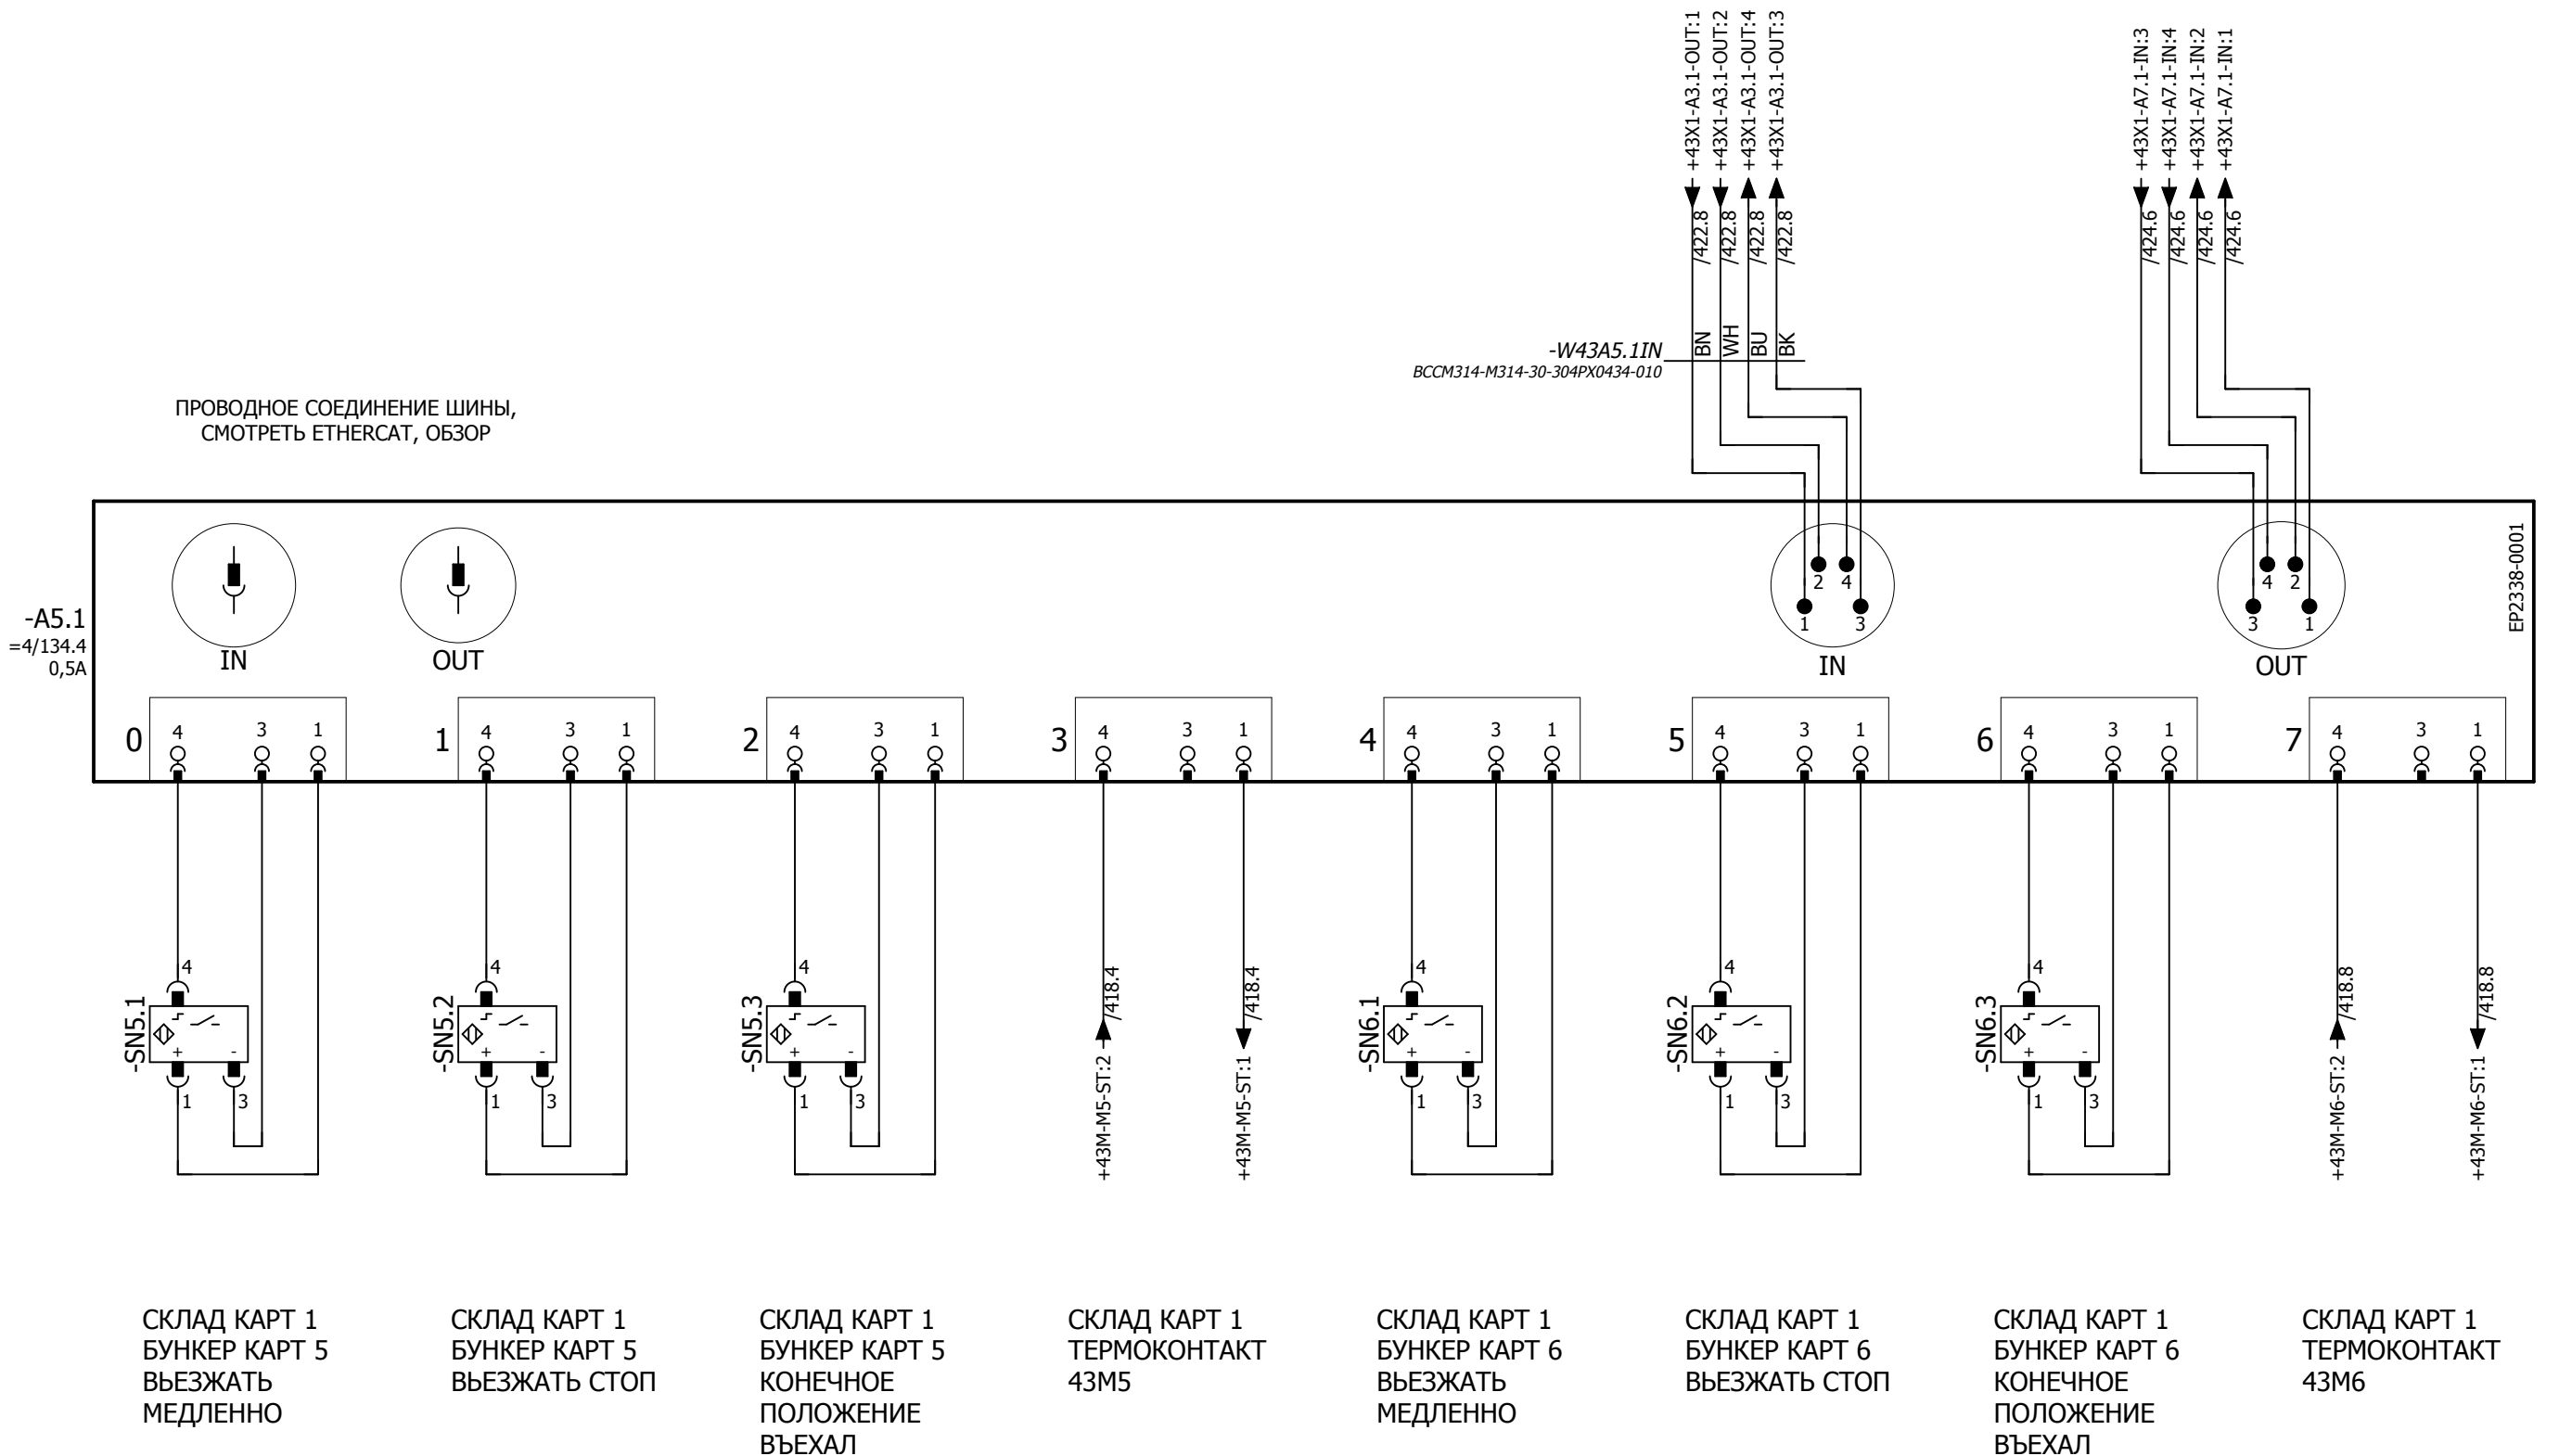 +43X1-A3.1-OUT:1
+43X1-A3.1-OUT:2
+43X1-A3.1-OUT:4
+43X1-A3.1-OUT:3
+43X1-A7.1-IN:3
+43X1-A7.1-IN:4
+43X1-A7.1-IN:2
+43X1-A7.1-IN:1
/422.8
/422.8
/422.8
/422.8
/424.6
/424.6
/424.6
/424.6
-W43A5.1IN
BCCM314-M314-30-304PX0434-010
BN
WH
BU
BK
ПРОВОДНОЕ СОЕДИНЕНИЕ ШИНЫ,
СМОТРЕТЬ ETHERCAT, ОБЗОР
-A5.1
=4/134.4
0,5A
IN
OUT
2 4
1 3
IN
4 2
3 1
OUT
EP2338-0001
0 4 3 1
1 4 3 1
2 4 3 1
3 4 3 1
4 4 3 1
5 4 3 1
6 4 3 1
7 4 3 1
-SN5.1
4
+ -
1 3
-SN5.2
4
+ -
1 3
-SN5.3
4
+ -
1 3
/418.4
+43M-M5-ST:2
/418.4
+43M-M5-ST:1
-SN6.1
4
+ -
1 3
-SN6.2
4
+ -
1 3
-SN6.3
4
+ -
1 3
/418.8
+43M-M6-ST:2
/418.8
+43M-M6-ST:1
СКЛАД КАРТ 1
БУНКЕР КАРТ 5
ВЬЕЗЖАТЬ
МЕДЛЕННО
СКЛАД КАРТ 1
БУНКЕР КАРТ 5
ВЬЕЗЖАТЬ СТОП
СКЛАД КАРТ 1
БУНКЕР КАРТ 5
КОНЕЧНОЕ
ПОЛОЖЕНИЕ
ВЪЕХАЛ
СКЛАД КАРТ 1
ТЕРМОКОНТАКТ
43M5
СКЛАД КАРТ 1
БУНКЕР КАРТ 6
ВЬЕЗЖАТЬ
МЕДЛЕННО
СКЛАД КАРТ 1
БУНКЕР КАРТ 6
ВЬЕЗЖАТЬ СТОП
СКЛАД КАРТ 1
БУНКЕР КАРТ 6
КОНЕЧНОЕ
ПОЛОЖЕНИЕ
ВЪЕХАЛ
СКЛАД КАРТ 1
ТЕРМОКОНТАКТ
43M6